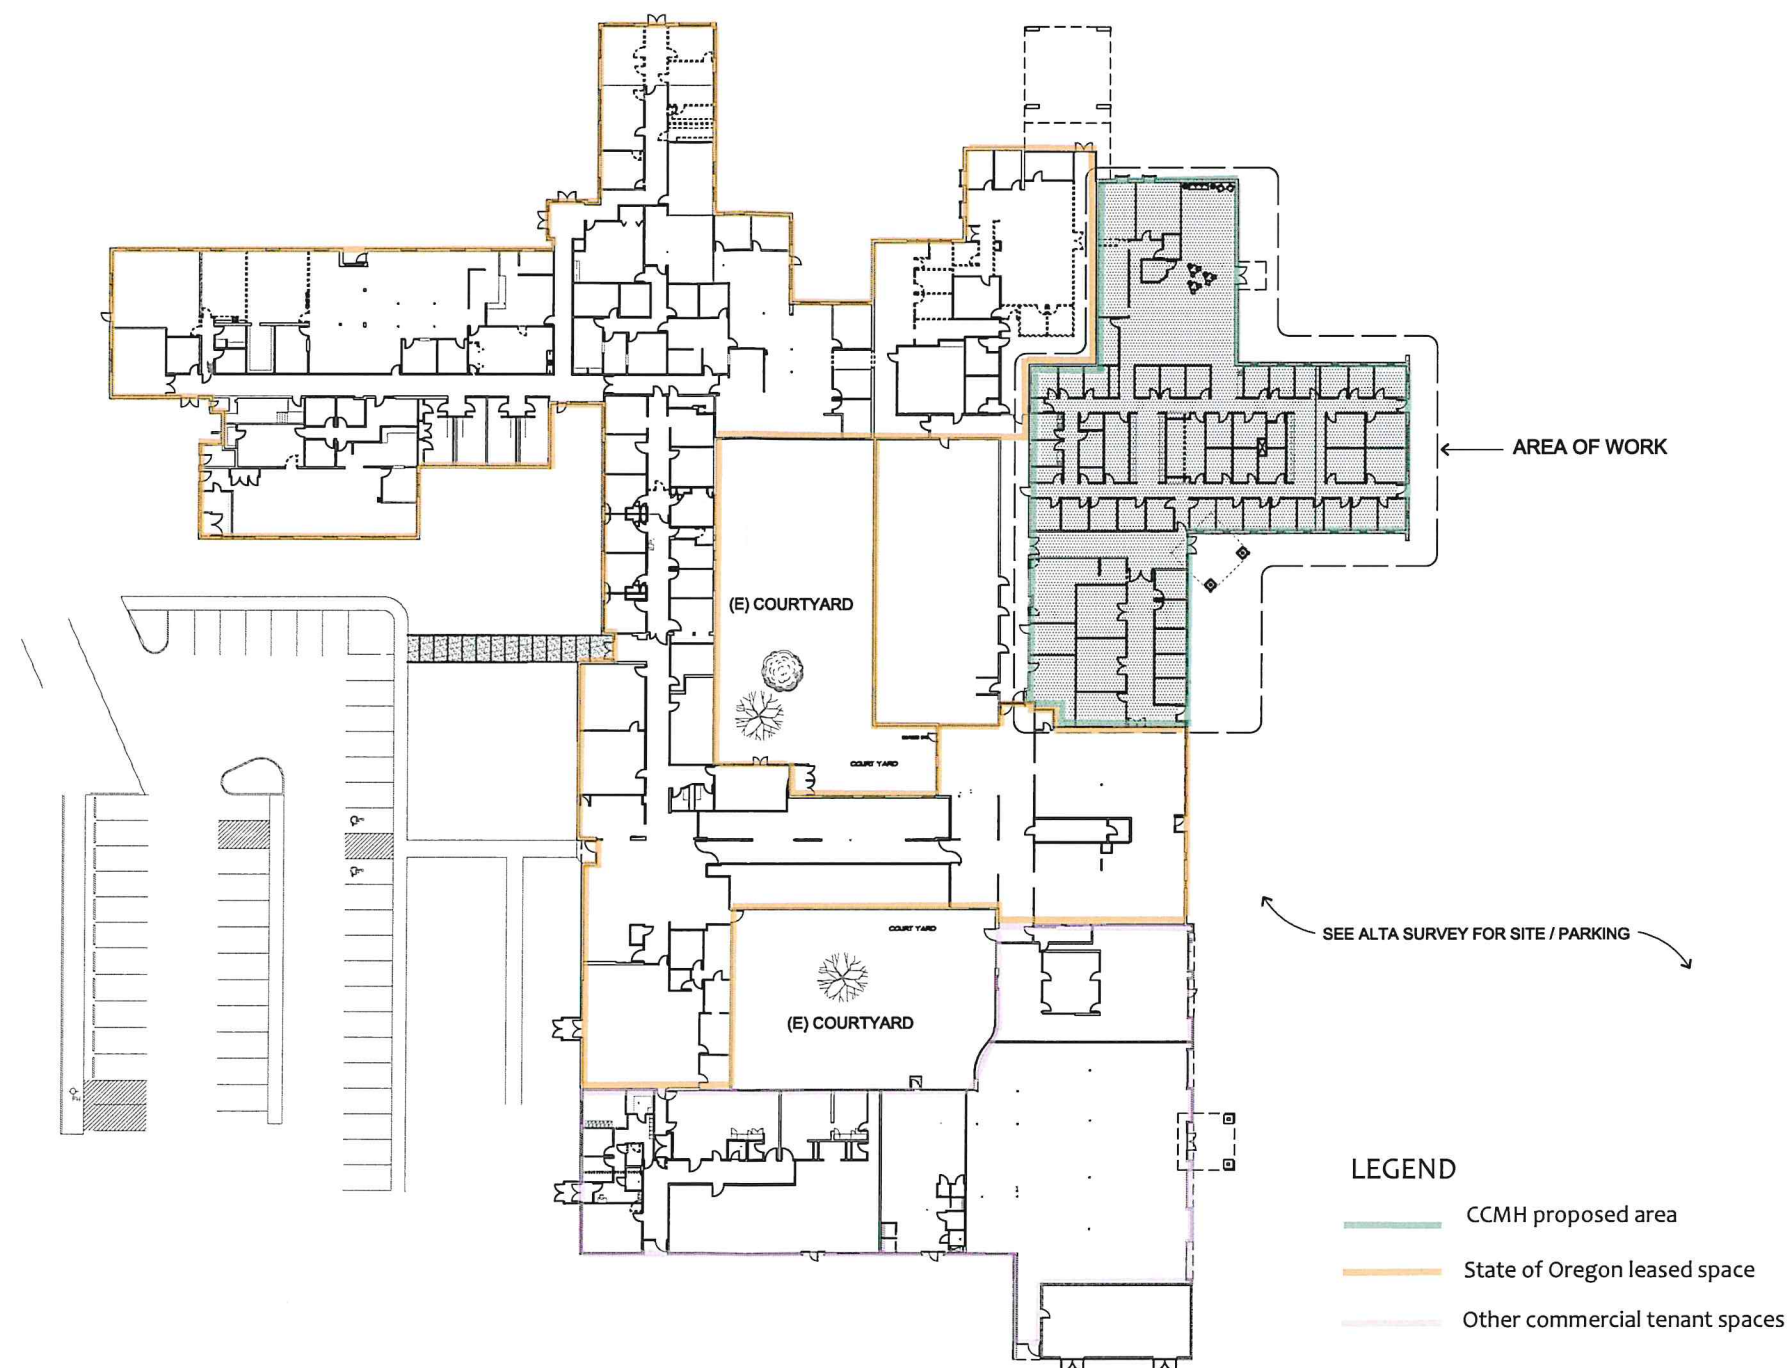 AREA OF WORK
(E) COURTYARD
COURT YARD
SEE ALTA SURVEY FOR SITE / PARKING
COURT YARD
(E) COURTYARD
LEGEND
CCMH proposed area
State of Oregon leased space
Other commercial tenant spaces